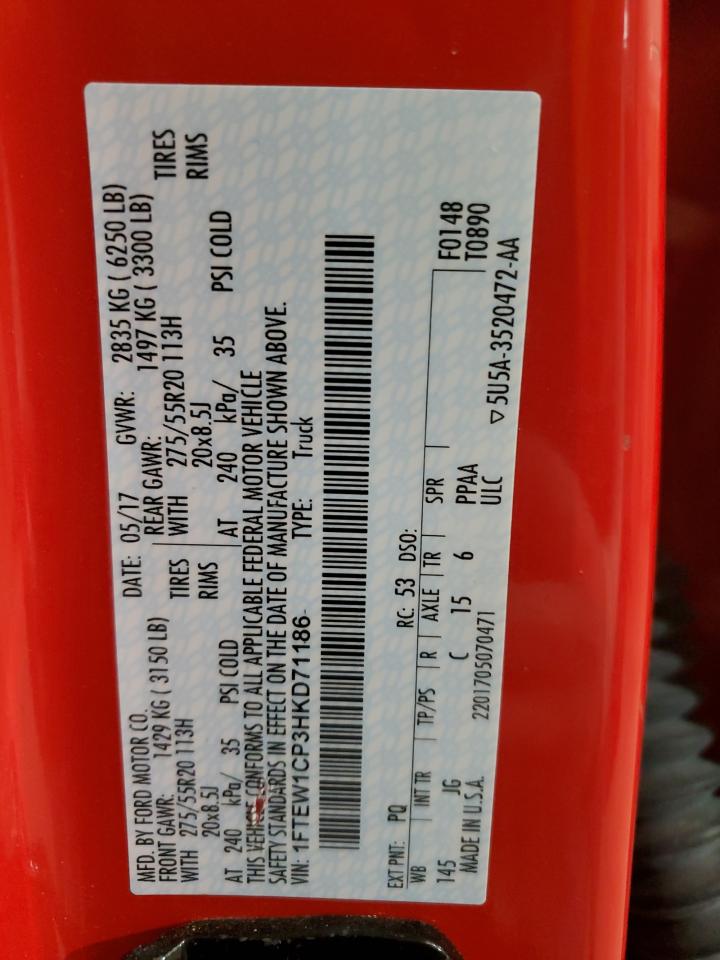 MFD. BY FORD MOTOR CO. DATE: 05/17 GVWR: 2835 KG ( 6250 LB)
FRONT GAWR: 1429 KG ( 3150 LB) REAR GAWR: 1497 KG ( 3300 LB)
WITH 275/55R20 113H TIRES WITH 275/55R20 113H TIRES
20x8.5J RIMS 20x8.5J RIMS
AT 240 kPa/ 35 PSI COLD AT 240 kPa/ 35 PSI COLD
THIS VEHICLE CONFORMS TO ALL APPLICABLE FEDERAL MOTOR VEHICLE
SAFETY STANDARDS IN EFFECT ON THE DATE OF MANUFACTURE SHOWN ABOVE.
VIN: 1FTEW1CP3HKD71186 TYPE: Truck
EXT PNT: PQ RC: 53 DSO:
WB INT TR TP/PS R AXLE TR SPR F0148
145 JG C 15 6 PPAA T0890
MADE IN U.S.A. 2201705070471 ULC ▽5U5A-3520472-AA